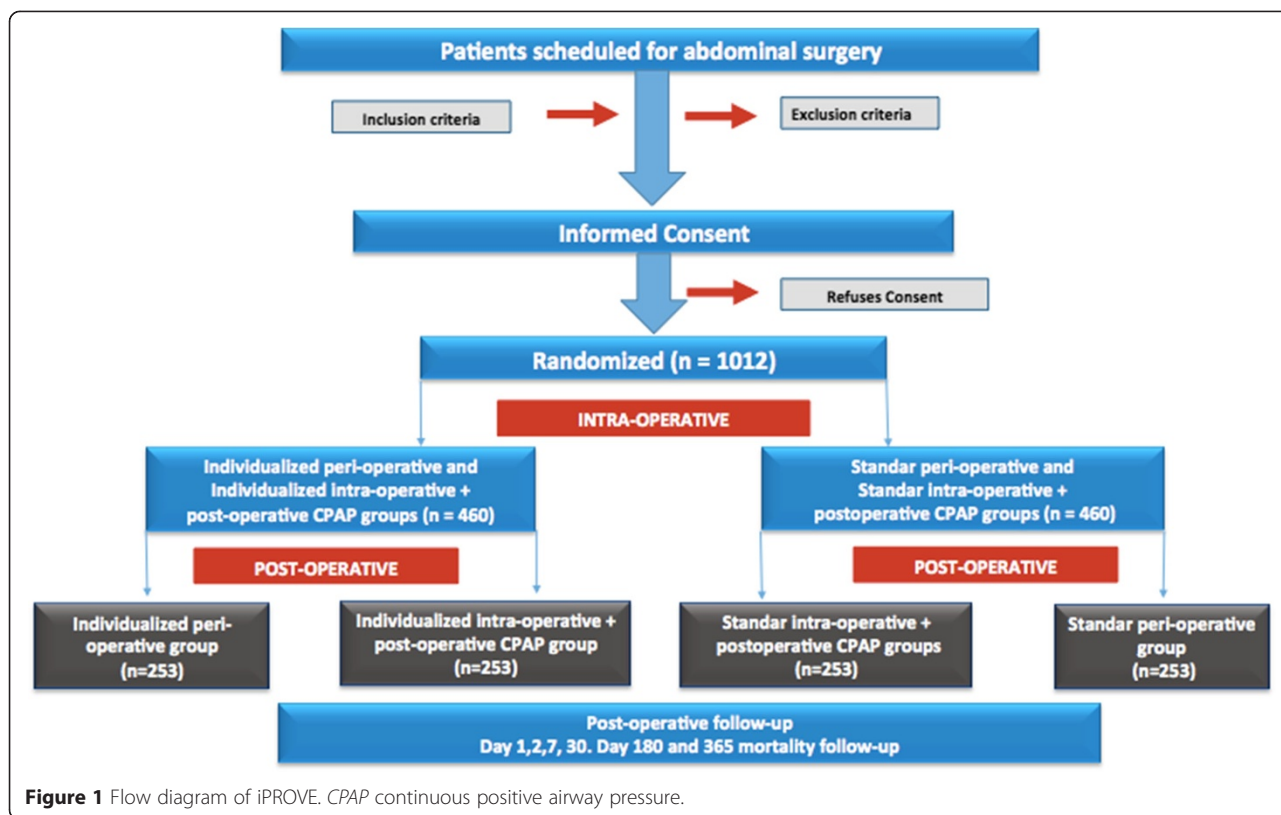 Patients scheduled for abdominal surgery
Inclusion criteria
Exclusion criteria
Informed Consent
Refuses Consent
Randomized (n = 1012)
INTRA-OPERATIVE
Individualized peri-operative and
Individualized intra-operative +
post-operative CPAP groups (n = 460)
Standar peri-operative and
Standar intra-operative +
postoperative CPAP groups (n = 460)
POST-OPERATIVE
POST-OPERATIVE
Individualized peri-
operative group
(n=253)
Individualized intra-operative +
post-operative CPAP group
(n=253)
Standar intra-operative +
postoperative CPAP groups
(n=253)
Standar peri-operative
group
(n=253)
Post-operative follow-up
Day 1,2,7, 30. Day 180 and 365 mortality follow-up
Figure 1 Flow diagram of iPROVE. CPAP continuous positive airway pressure.